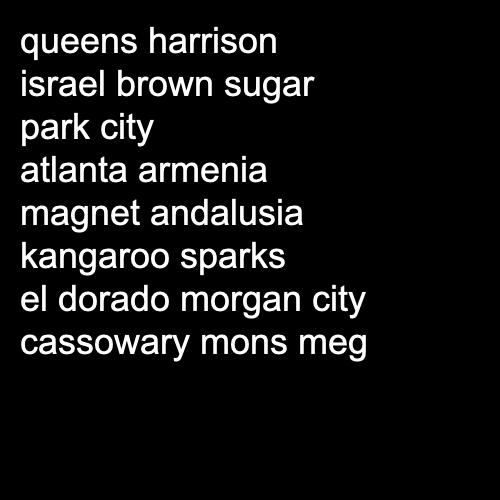 queens harrison
israel brown sugar
park city
atlanta armenia
magnet andalusia
kangaroo sparks
el dorado morgan city
cassowary mons meg